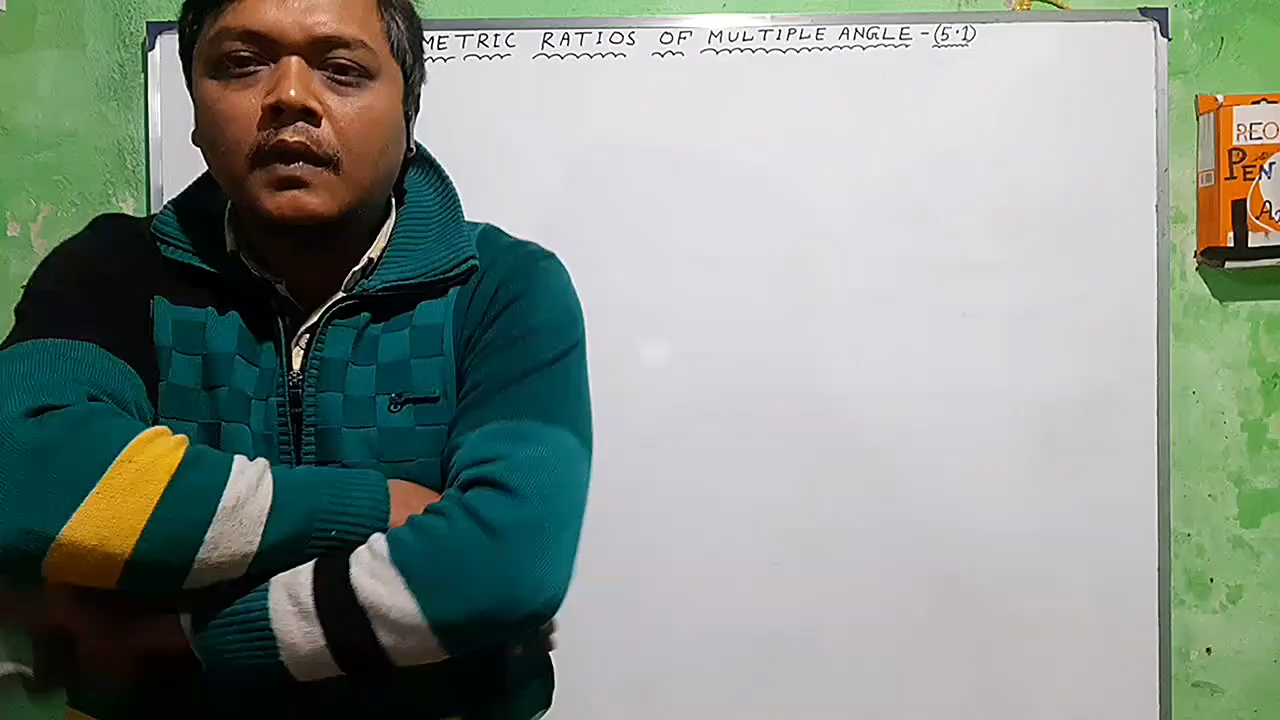 METRIC RATIOS OF MULTIPLE ANGLE - (5.1)
REO
PEN